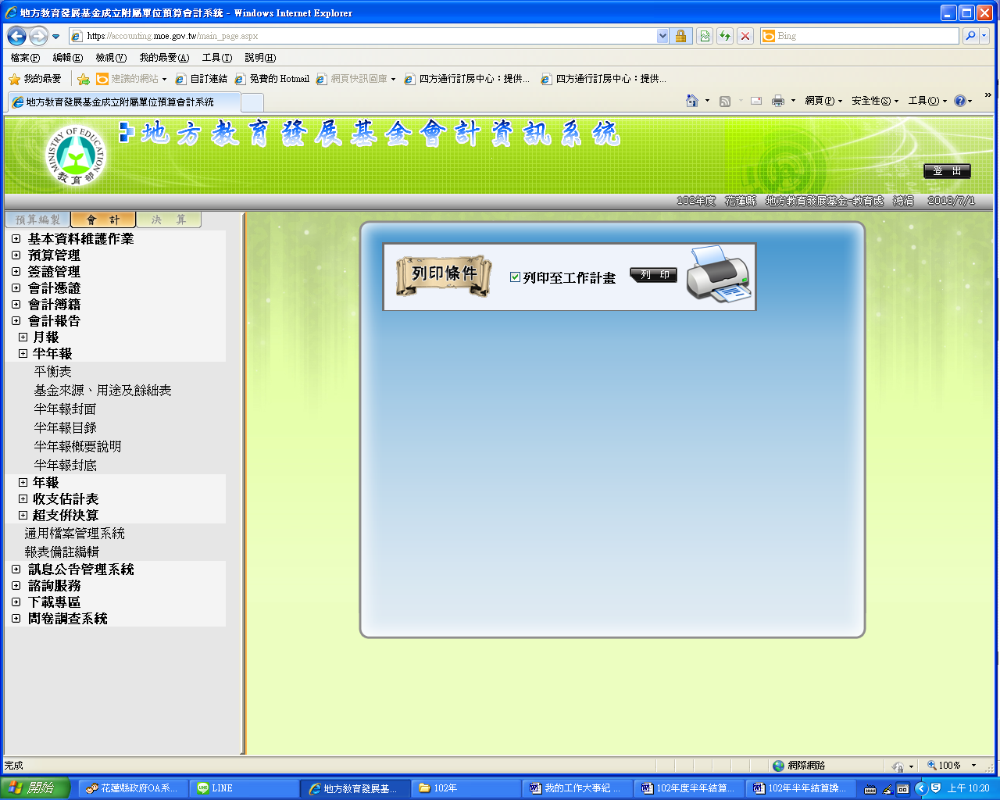 地方教育發展基金成立附屬單位預算會計系統 - Windows Internet Explorer
https://accounting.moe.gov.tw/main_page.aspx
Bing
檔案(F) 編輯(E) 檢視(V) 我的最愛(A) 工具(T) 說明(H)
我的最愛 建議的網站 自訂連結 免費的 Hotmail 網頁快訊圖庫 四方通行訂房中心：提供... 四方通行訂房中心：提供...
地方教育發展基金成立附屬單位預算會計系統
網頁(P) 安全性(S) 工具(O) »
地方教育發展基金會計資訊系統
MINISTRY OF EDUCATION
教育部
登 出
102年度 花蓮縣 地方教育發展基金-教育處 鴻涓 2013/7/1
預算編製 會 計 決 算
基本資料維護作業
預算管理
簽證管理
會計憑證
會計簿籍
會計報告
月報
半年報
平衡表
基金來源、用途及餘絀表
半年報封面
半年報目錄
半年報概要說明
半年報封底
年報
收支估計表
超支併決算
通用檔案管理系統
報表備註編輯
訊息公告管理系統
諮詢服務
下載專區
問卷調查系統
列印條件
列印至工作計畫
列 印
完成
網際網路
100%
開始
花蓮縣政府OA系...
LINE
地方教育發展基...
102年
我的工作大事紀 ...
102年度半年結算...
102年半年結算操...
上午 10:20